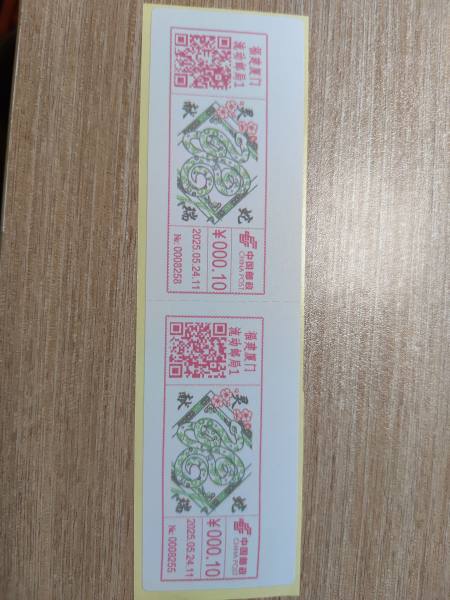 福建厦门
流动邮局1
灵
蛇
献
瑞
中国邮政
CHINA POST
¥000.10
2025.05.24.11
№ 0008258
福建厦门
流动邮局1
灵
蛇
献
瑞
中国邮政
CHINA POST
¥000.10
2025.05.24.11
№ 0008255